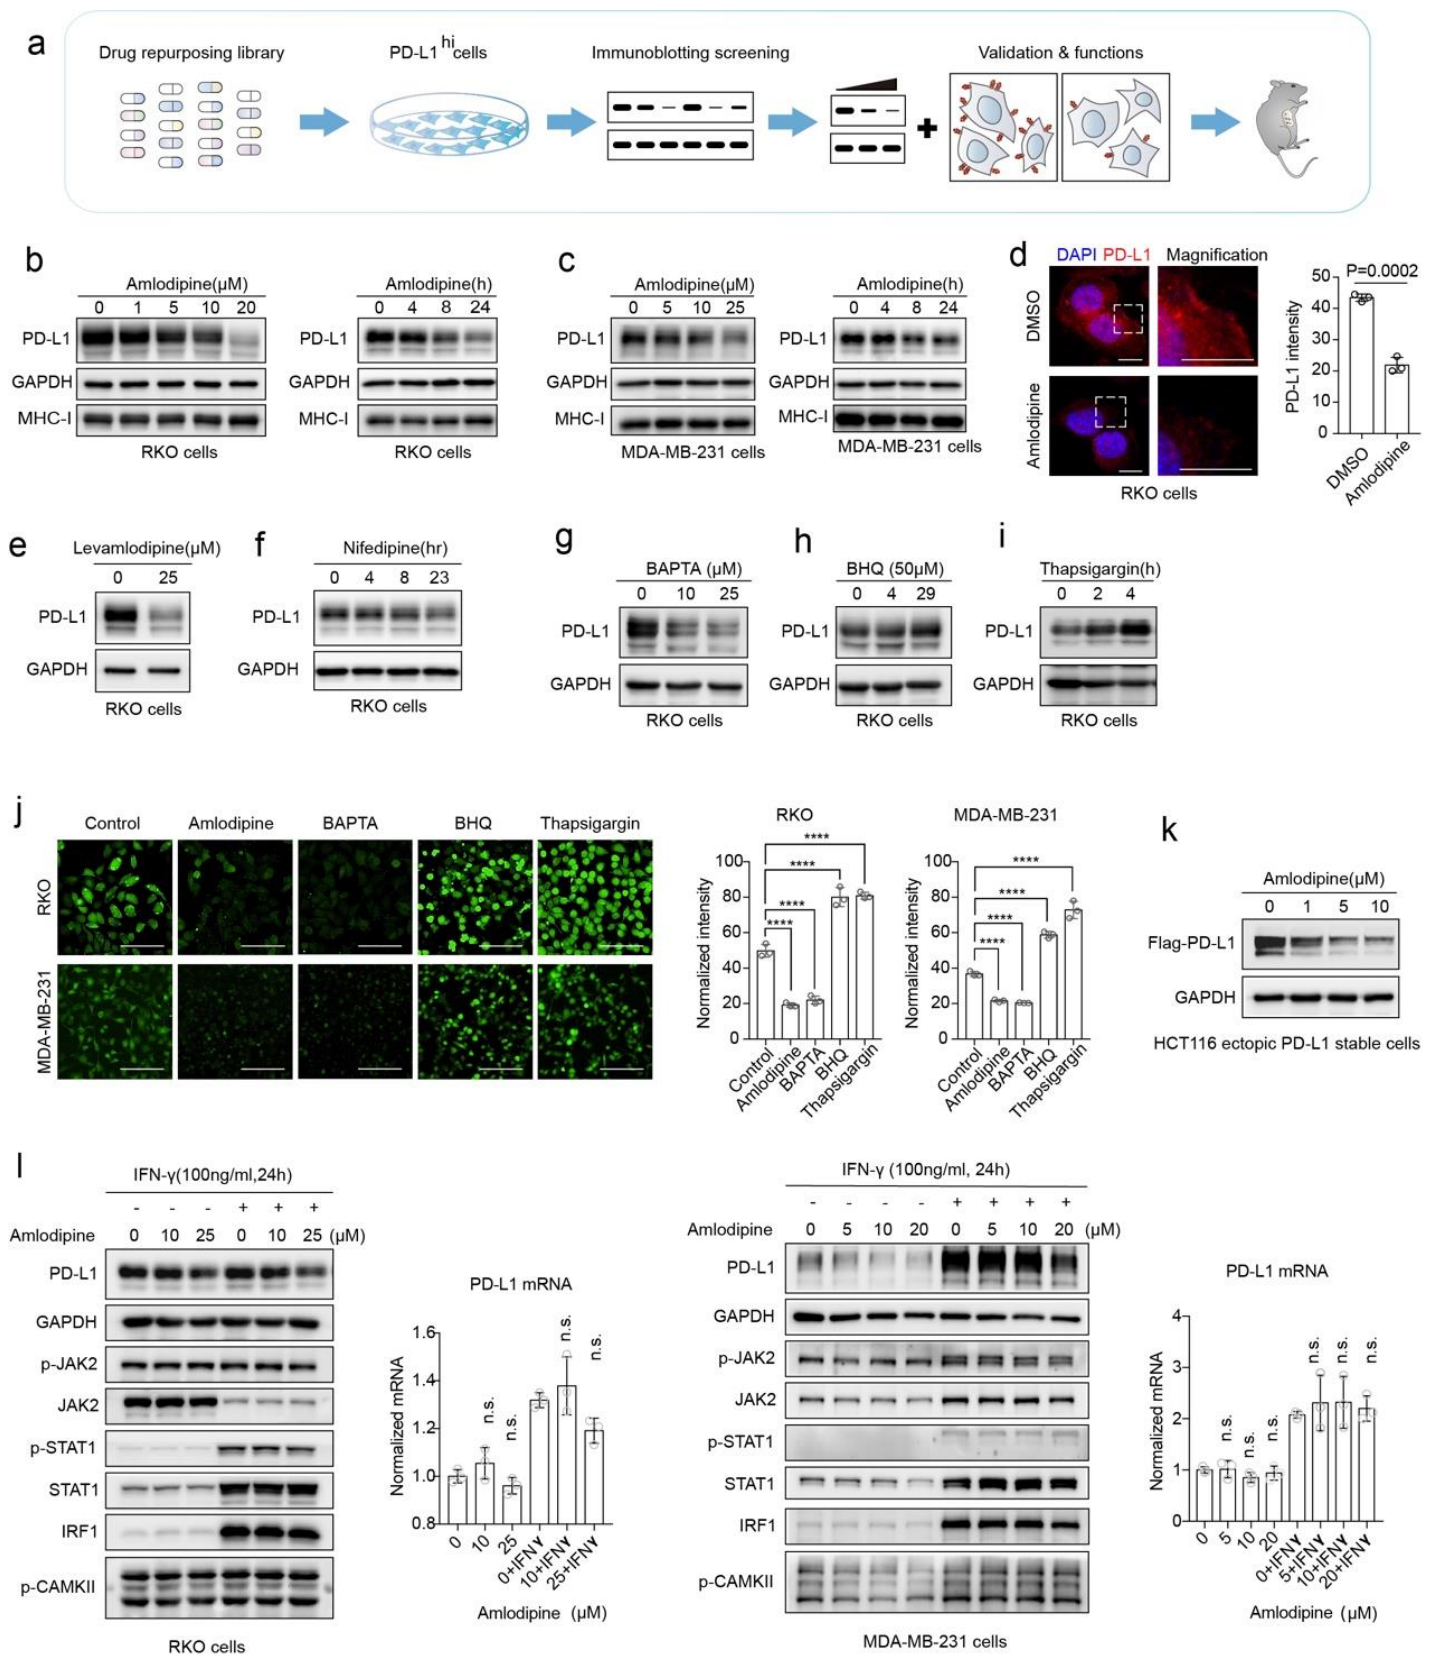 a
Drug repurposing library
PD-L1 hi cells
Immunoblotting screening
Validation & functions
b
Amlodipine(μM)
0 1 5 10 20
PD-L1
GAPDH
MHC-I
RKO cells
Amlodipine(h)
0 4 8 24
PD-L1
GAPDH
MHC-I
RKO cells
c
Amlodipine(μM)
0 5 10 25
PD-L1
GAPDH
MHC-I
MDA-MB-231 cells
Amlodipine(h)
0 4 8 24
PD-L1
GAPDH
MHC-I
MDA-MB-231 cells
d
DAPI PD-L1 Magnification
DMSO
Amlodipine
RKO cells
P=0.0002
PD-L1 intensity
50
40
30
20
10
0
DMSO
Amlodipine
e
Levamlodipine(μM)
0 25
PD-L1
GAPDH
RKO cells
f
Nifedipine(hr)
0 4 8 23
PD-L1
GAPDH
RKO cells
g
BAPTA (μM)
0 10 25
PD-L1
GAPDH
RKO cells
h
BHQ (50μM)
0 4 29
PD-L1
GAPDH
RKO cells
i
Thapsigargin(h)
0 2 4
PD-L1
GAPDH
RKO cells
j
Control Amlodipine BAPTA BHQ Thapsigargin
RKO
MDA-MB-231
RKO
Normalized intensity
100
80
60
40
20
0
****
****
****
****
Control
Amlodipine
BAPTA
BHQ
Thapsigargin
MDA-MB-231
Normalized intensity
100
80
60
40
20
0
****
****
****
****
Control
Amlodipine
BAPTA
BHQ
Thapsigargin
k
Amlodipine(μM)
0 1 5 10
Flag-PD-L1
GAPDH
HCT116 ectopic PD-L1 stable cells
l
IFN-γ(100ng/ml,24h)
- - - + + +
Amlodipine 0 10 25 0 10 25 (μM)
PD-L1
GAPDH
p-JAK2
JAK2
p-STAT1
STAT1
IRF1
p-CAMKII
RKO cells
PD-L1 mRNA
Normalized mRNA
1.6
1.4
1.2
1.0
0.8
n.s.
n.s.
n.s.
n.s.
0
10
25
0+IFNγ
10+IFNγ
25+IFNγ
Amlodipine (μM)
IFN-γ (100ng/ml, 24h)
- - - - + + + +
Amlodipine 0 5 10 20 0 5 10 20 (μM)
PD-L1
GAPDH
p-JAK2
JAK2
p-STAT1
STAT1
IRF1
p-CAMKII
MDA-MB-231 cells
PD-L1 mRNA
Normalized mRNA
4
3
2
1
0
n.s.
n.s.
n.s.
n.s.
n.s.
n.s.
0
5
10
20
0+IFNγ
5+IFNγ
10+IFNγ
20+IFNγ
Amlodipine (μM)